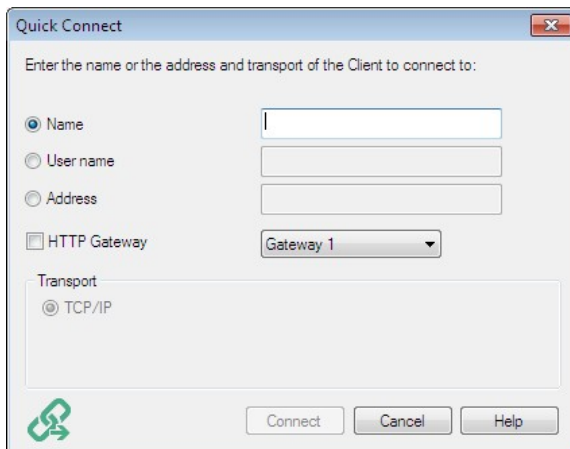 Quick Connect
Enter the name or the address and transport of the Client to connect to:
Name
User name
Address
HTTP Gateway
Gateway 1
Transport
TCP/IP
Connect
Cancel
Help